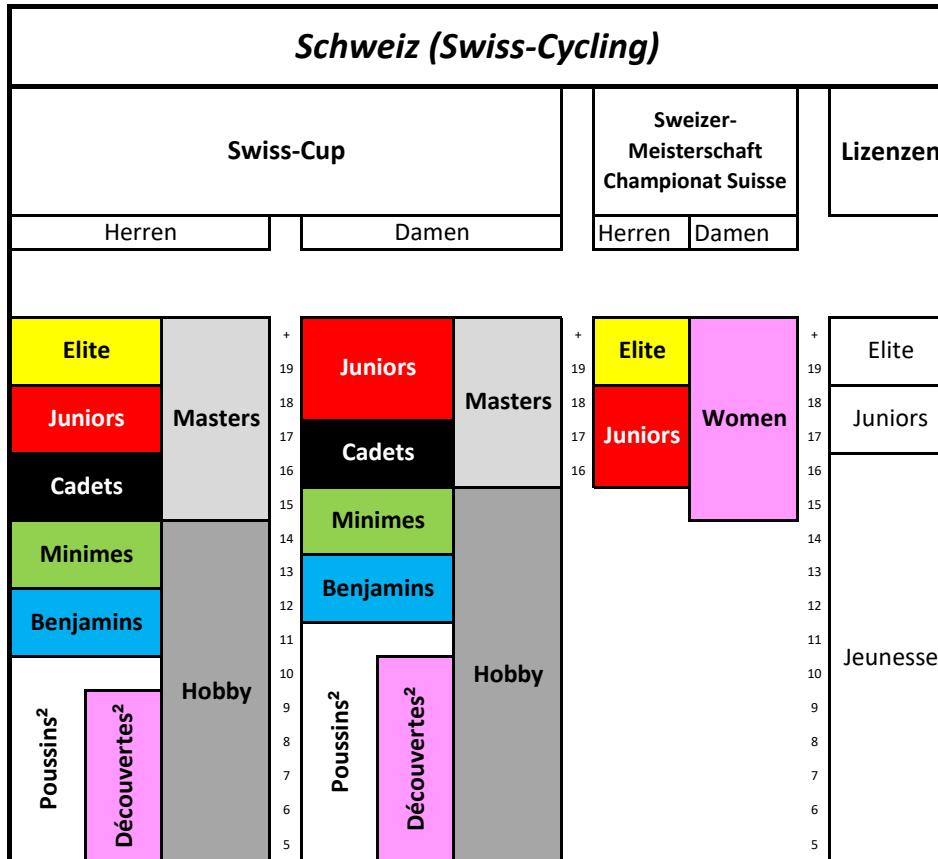 Schweiz (Swiss-Cycling)
Swiss-Cup
Sweizer-
Meisterschaft
Championat Suisse
Lizenzen
Herren
Damen
Herren
Damen
Elite
Juniors
Cadets
Minimes
Benjamins
Poussins²
Découvertes²
Masters
Hobby
+
19
18
17
16
15
14
13
12
11
10
9
8
7
6
5
Juniors
Cadets
Minimes
Benjamins
Poussins²
Découvertes²
Masters
Hobby
+
19
18
17
16
Elite
Juniors
Women
+
19
18
17
16
15
14
13
12
11
10
9
8
7
6
5
Elite
Juniors
Jeunesse